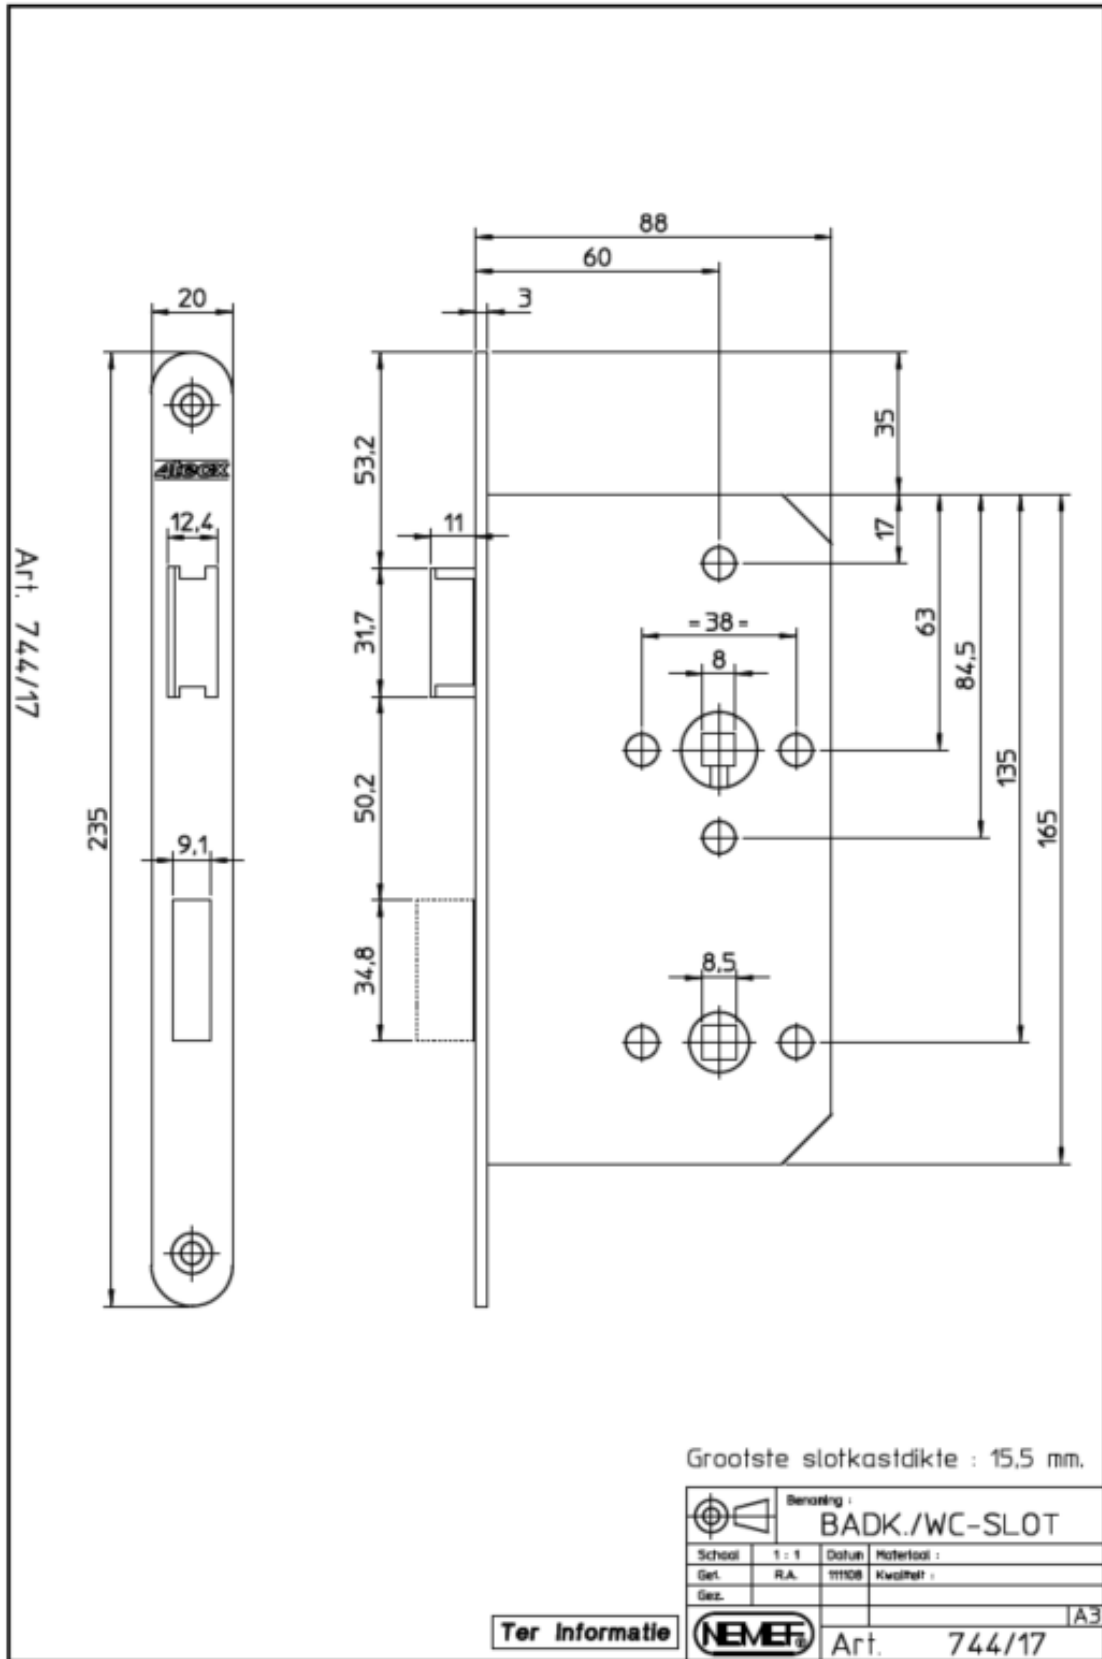 88
60
20
3
35
53,2
4tecx
12,4
11
17
Art. 744/17
31,7
= 38 =
63
8
84,5
235
50,2
135
165
9,1
34,8
8,5
Grootste slotkastdikte : 15,5 mm.
Benaming :
BADK./WC-SLOT
Schaal 1 : 1 Datum Materiaal :
Get. R.A. 111108 Kwaliteit :
Gez.
A3
Ter Informatie
NEMEF®
Art. 744/17